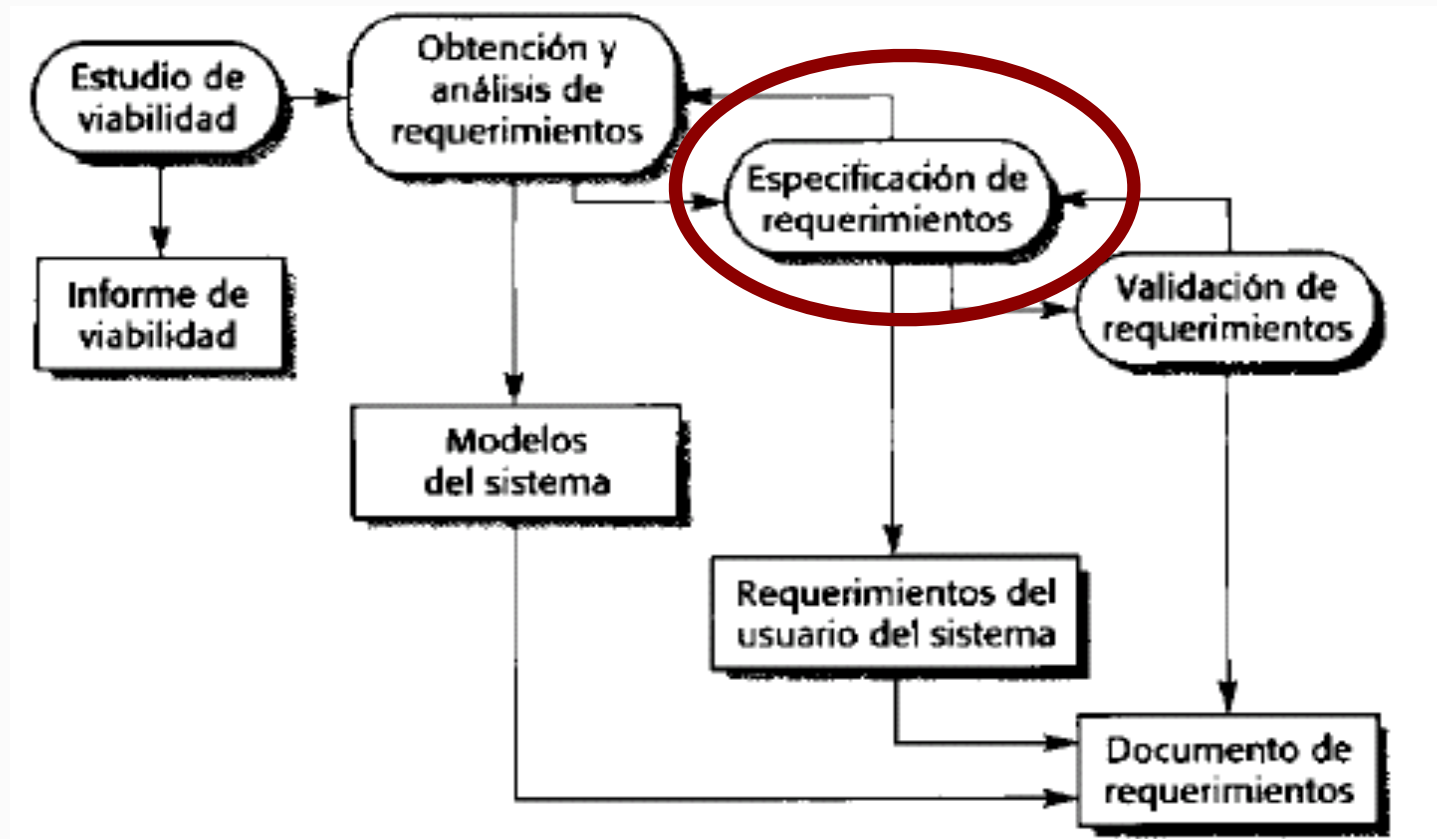 Estudio de
viabilidad
Obtención y
análisis de
requerimientos
Especificación de
requerimientos
Informe de
viabilidad
Validación de
requerimientos
Modelos
del sistema
Requerimientos del
usuario del sistema
Documento de
requerimientos